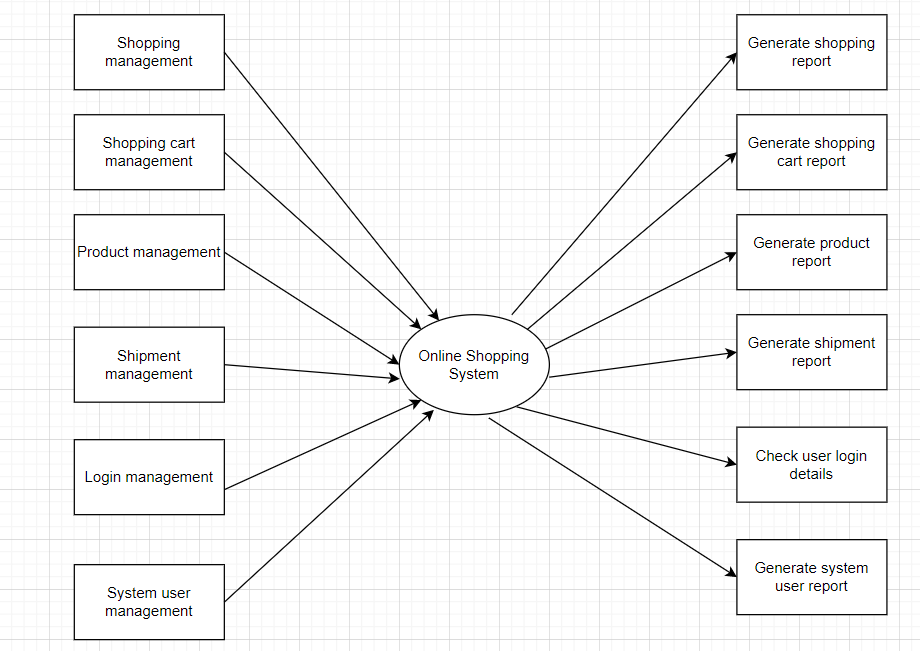 Shopping
management
Shopping cart
management
Product management
Shipment
management
Login management
System user
management
Online Shopping
System
Generate shopping
report
Generate shopping
cart report
Generate product
report
Generate shipment
report
Check user login
details
Generate system
user report